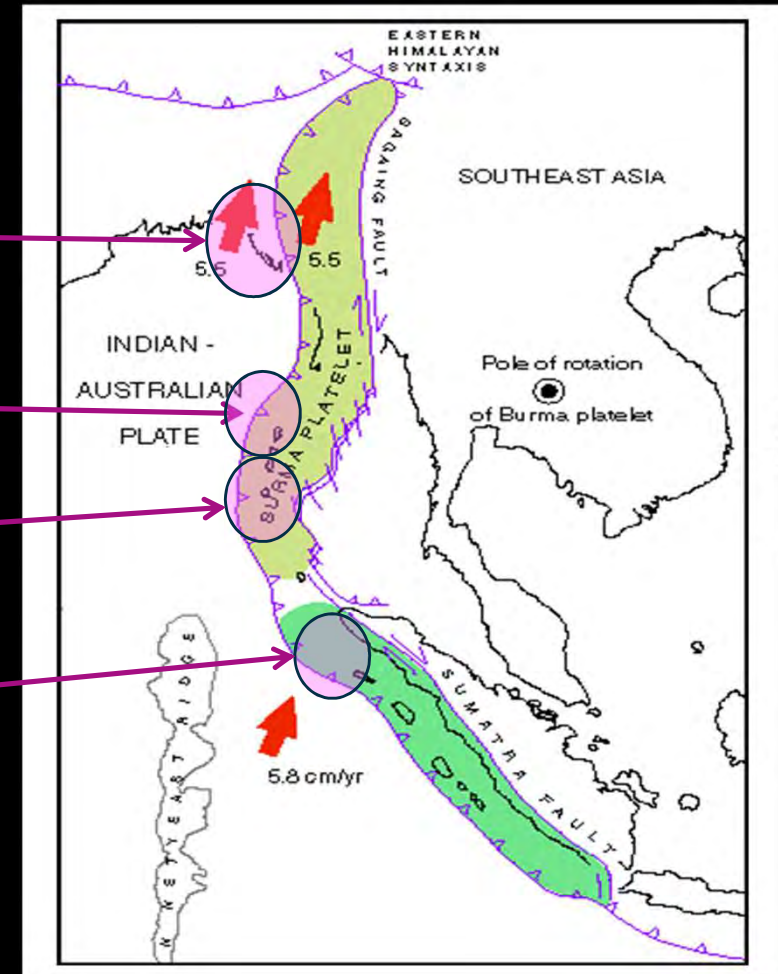 EASTERN
HIMALAYAN
SYNTAXIS
SAGAING FAULT
SOUTHEAST ASIA
5.5
5.5
INDIAN -
AUSTRALIAN
PLATE
BURMA PLATELET
Pole of rotation
of Burma platelet
NINETYEAST RIDGE
SUMATRA FAULT
5.8 cm/yr